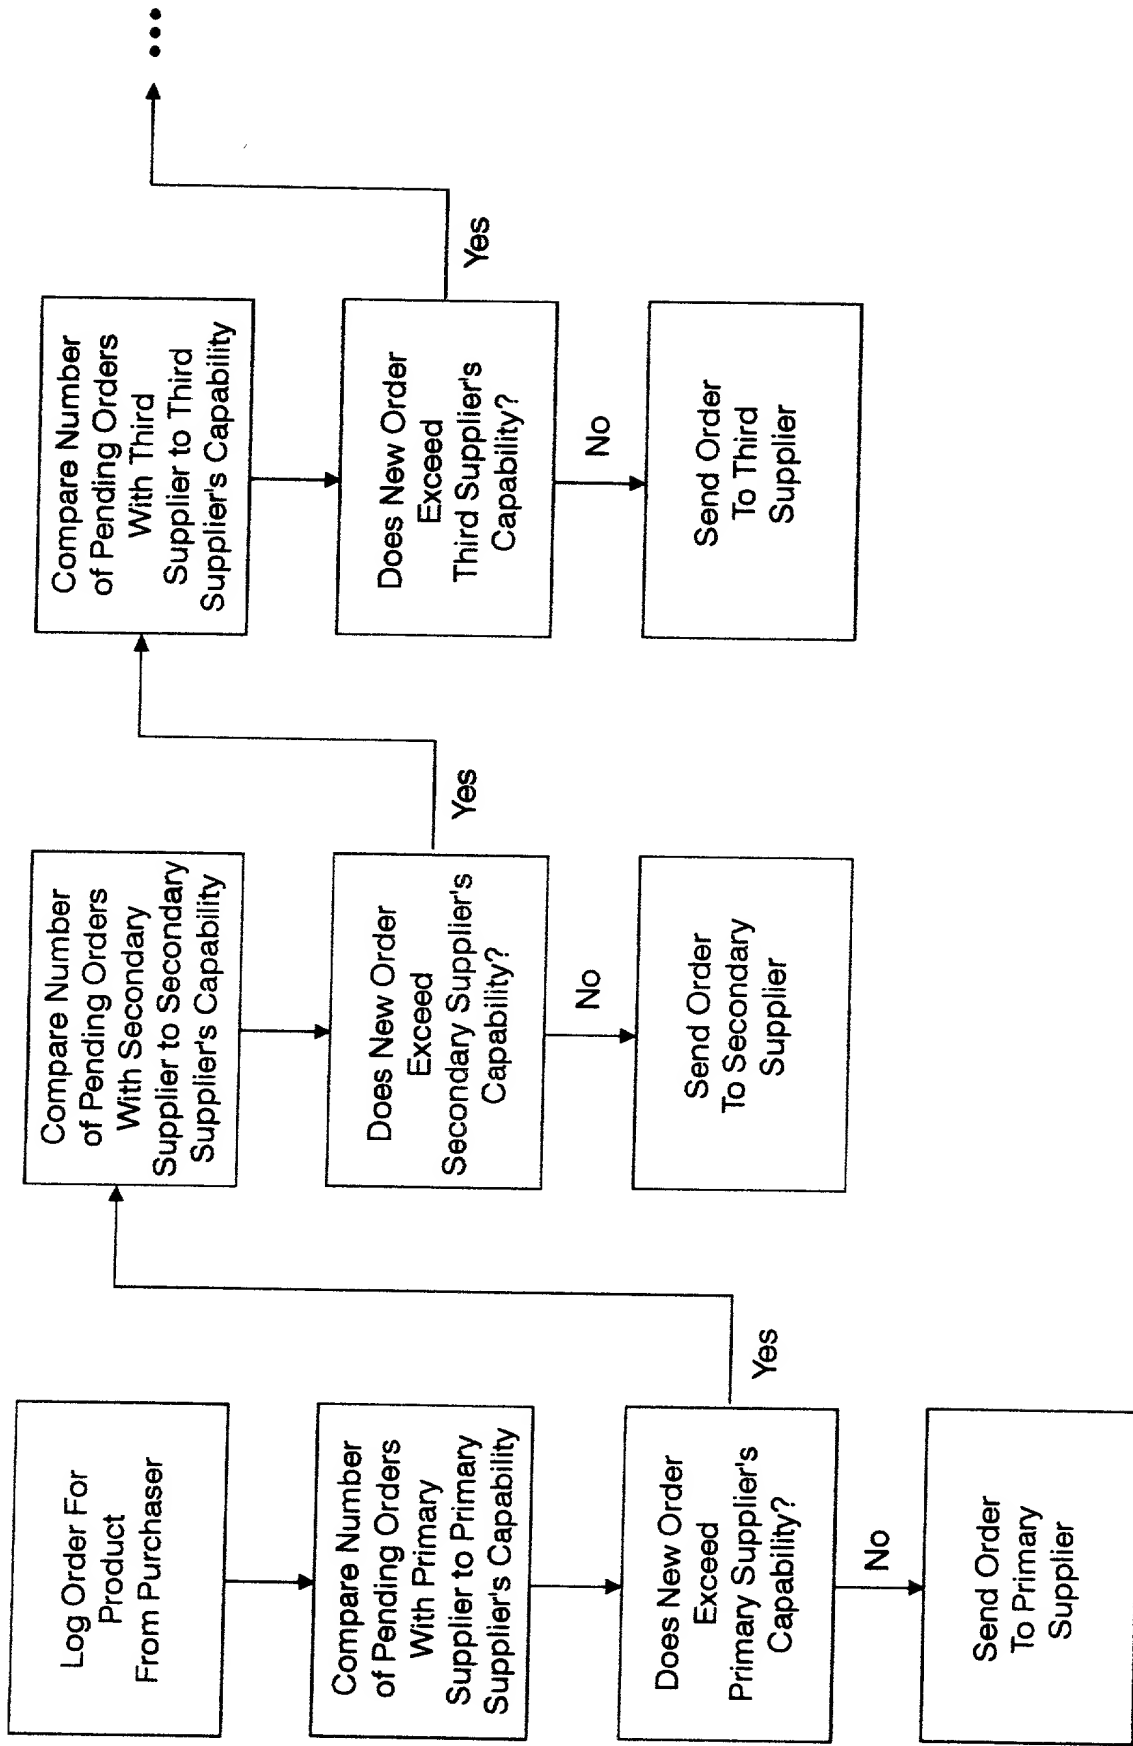 Log Order For
Product
From Purchaser
Compare Number
of Pending Orders
With Primary
Supplier to Primary
Supplier's Capability
Does New Order
Exceed
Primary Supplier's
Capability?
Yes
No
Send Order
To Primary
Supplier
Compare Number
of Pending Orders
With Secondary
Supplier to Secondary
Supplier's Capability
Does New Order
Exceed
Secondary Supplier's
Capability?
Yes
No
Send Order
To Secondary
Supplier
Compare Number
of Pending Orders
With Third
Supplier to Third
Supplier's Capability
Does New Order
Exceed
Third Supplier's
Capability?
Yes
No
Send Order
To Third
Supplier
•••